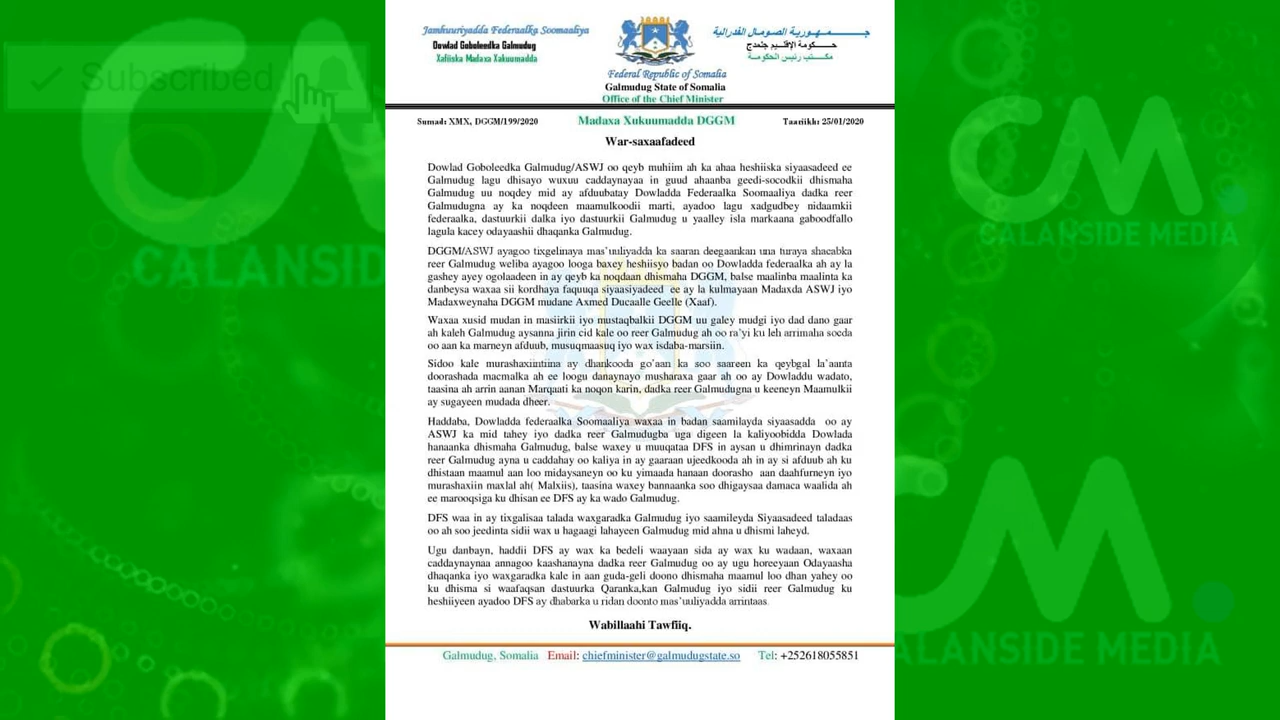 Subscribed
CM
CALANSIDE MEDIA
CM
CALANSIDE MEDIA
Jamhuuriyadda Federaalka Soomaaliya
Dowlad Goboleedka Galmudug
Xafiiska Madaxa Xukuumadda
جـــمـهـورية الصومال الفدرالية
حـكـومة الإقليـم جلمدج
مكـتـب رئيس الحكومـة
Federal Republic of Somalia
Galmudug State of Somalia
Office of the Chief Minister
Sumad: XMX, DGGM/199/2020 Madaxa Xukuumadda DGGM Taariikh: 25/01/2020
War-saxaafadeed
Dowlad Goboleedka Galmudug/ASWJ oo qeyb muhiim ah ka ahaa heshiiska siyaasadeed ee
Galmudug lagu dhisayo wuxuu caddaynayaa in guud ahaanba geedi-socodkii dhismaha
Galmudug uu noqdey mid ay afduubatay Dowladda Federaalka Soomaaliya dadka reer
Galmudugna ay ka noqdeen maamulkoodii marti, ayadoo lagu xadgudbey nidaamkii
federaalka, dastuurkii dalka iyo dastuurkii Galmudug u yaalley isla markaana gaboodfallo
lagula kacey odayaashii dhaqanka Galmudug.
DGGM/ASWJ ayagoo tixgelinaya mas'uuliyadda ka saaran deegaankan una turaya shacabka
reer Galmudug weliba ayagoo looga baxey heshiisyo badan oo Dowladda federaalka ah ay la
gashey ayey ogolaadeen in ay qeyb ka noqdaan dhismaha DGGM, balse maalinba maalinta ka
danbeysa waxaa sii kordhaya faquuqa siyaasiyadeed ee ay la kulmayaan Madaxda ASWJ iyo
Madaxweynaha DGGM mudane Axmed Ducaalle Geelle (Xaaf).
Waxaa xusid mudan in masiirkii iyo mustaqbalkii DGGM uu galey mudgi iyo dad dano gaar
ah kaleh Galmudug aysanna jirin cid kale oo reer Galmudug ah oo ra'yi ku leh arrimaha socda
oo aan ka marneyn afduub, musuqmaasuq iyo wax isdaba-marsiin.
Sidoo kale murashaxiintiina ay dhankooda go'aan ka soo saareen ka qeybgal la'aanta
doorashada macmalka ah ee loogu danaynayo musharaxa gaar ah oo ay Dowladdu wadato,
taasina ah arrin aanan Marqaati ka noqon karin, dadka reer Galmudugna u keeneyn Maamulkii
ay sugayeen mudada dheer.
Haddaba, Dowladda federaalka Soomaaliya waxaa in badan saamilayda siyaasadda oo ay
ASWJ ka mid tahey iyo dadka reer Galmudugba uga digeen la kaliyoobidda Dowlada
hanaanka dhismaha Galmudug, balse waxey u muuqataa DFS in aysan u dhimrinayn dadka
reer Galmudug ayna u caddahay oo kaliya in ay gaaraan ujeedkooda ah in ay si afduub ah ku
dhistaan maamul aan loo midaysaneyn oo ku yimaada hanaan doorasho aan daahfurneyn iyo
murashaxiin maxlal ah( Malxiis), taasina waxey bannaanka soo dhigaysaa damaca waalida ah
ee marooqsiga ku dhisan ee DFS ay ka wado Galmudug.
DFS waa in ay tixgalisaa talada waxgaradka Galmudug iyo saamileyda Siyaasadeed taladaas
oo ah soo jeedinta sidii wax u hagaagi lahayeen Galmudug mid ahna u dhismi laheyd.
Ugu danbayn, haddii DFS ay wax ka bedeli waayaan sida ay wax ku wadaan, waxaan
caddaynaynaa annagoo kaashanayna dadka reer Galmudug oo ay ugu horeeyaan Odayaasha
dhaqanka iyo waxgaradka kale in aan guda-geli doono dhismaha maamul loo dhan yahey oo
ku dhisma si waafaqsan dastuurka Qaranka,kan Galmudug iyo sidii reer Galmudug ku
heshiiyeen ayadoo DFS ay dhabarka u ridan doonto mas'uuliyadda arrintaas
Wabillaahi Tawfiiq.
Galmudug, Somalia Email: chiefminister@galmudugstate.so Tel: +252618055851